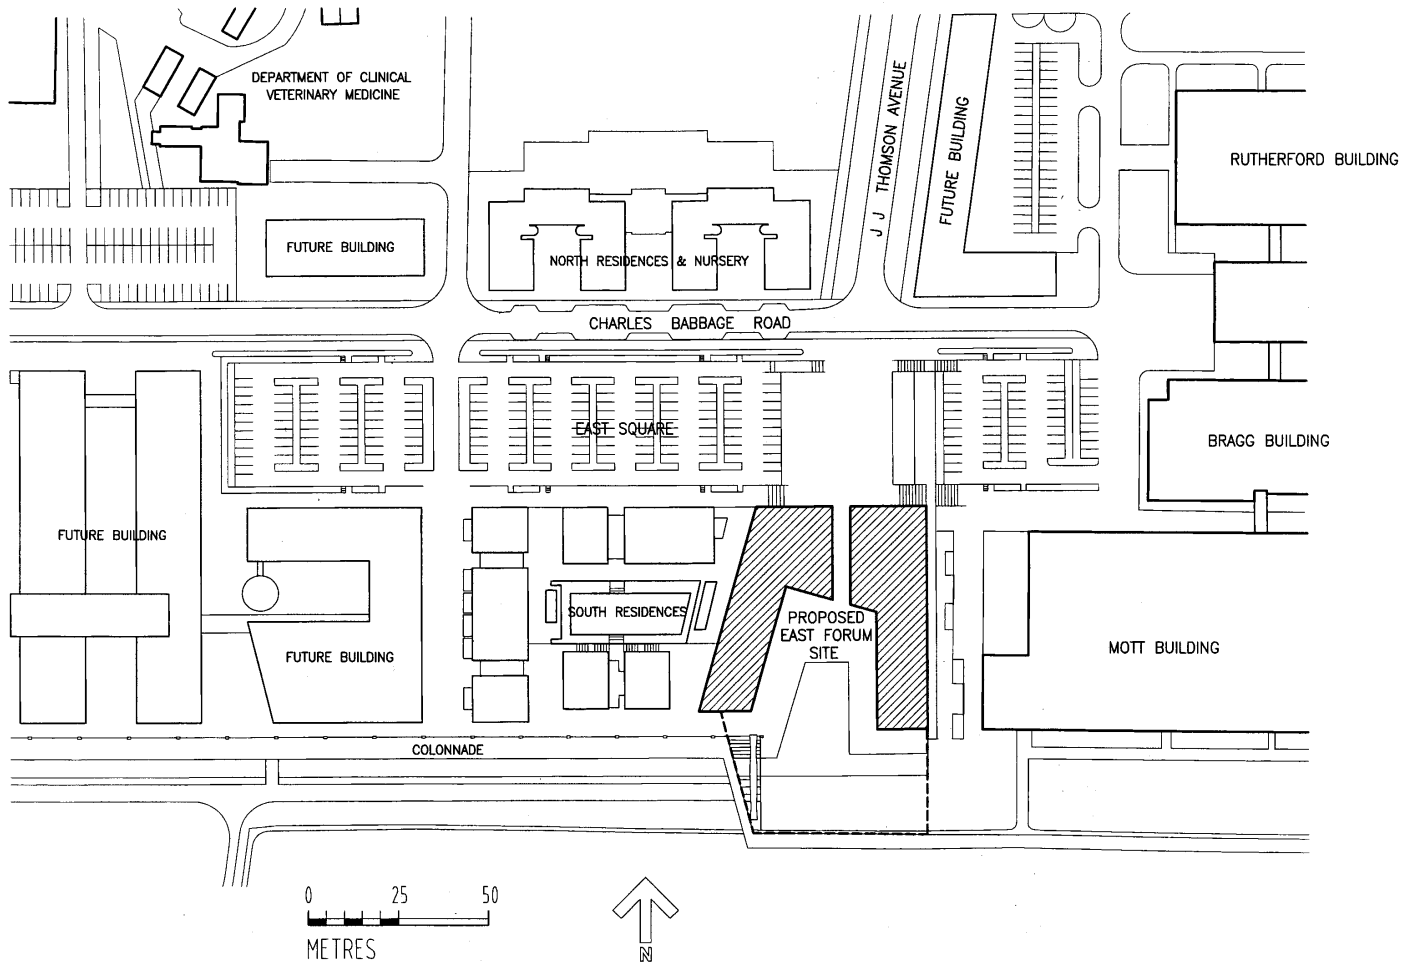 DEPARTMENT OF CLINICAL
VETERINARY MEDICINE
J J THOMSON AVENUE
FUTURE BUILDING
RUTHERFORD BUILDING
FUTURE BUILDING
NORTH RESIDENCES & NURSERY
CHARLES BABBAGE ROAD
EAST SQUARE
BRAGG BUILDING
FUTURE BUILDING
SOUTH RESIDENCES
PROPOSED
EAST FORUM
SITE
MOTT BUILDING
FUTURE BUILDING
COLONNADE
0 25 50
METRES
N